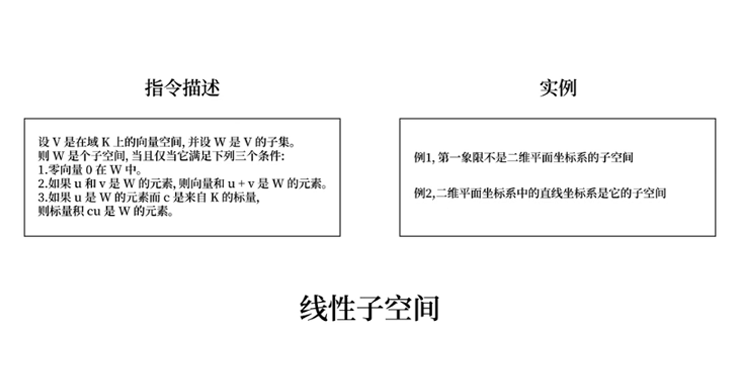 指令描述
设 V 是在域 K 上的向量空间, 并设 W 是 V 的子集。
则 W 是个子空间, 当且仅当它满足下列三个条件:
1.零向量 0 在 W 中。
2.如果 u 和 v 是 W 的元素, 则向量和 u + v 是 W 的元素。
3.如果 u 是 W 的元素而 c 是来自 K 的标量,
则标量积 cu 是 W 的元素。
实例
例1, 第一象限不是二维平面坐标系的子空间
例2,二维平面坐标系中的直线坐标系是它的子空间
线性子空间